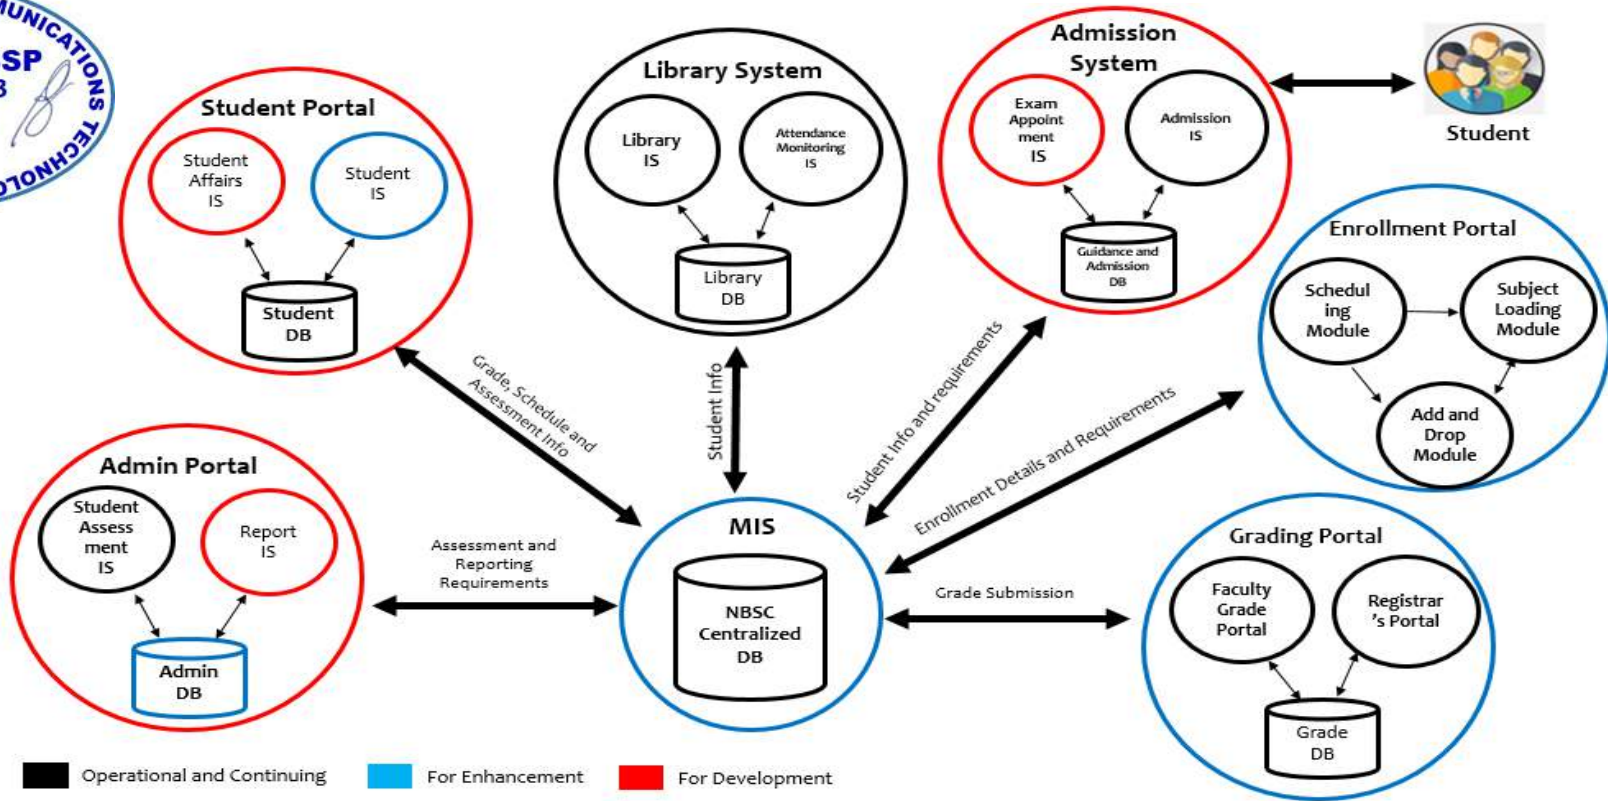 MUNICATIONS TECHNOLO
SP
3
Student Portal
Student
Affairs
IS
Student
IS
Student
DB
Library System
Library
IS
Attendance
Monitoring
IS
Library
DB
Admission
System
Exam
Appoint
ment
IS
Admission
IS
Guidance and
Admission
DB
Student
Enrollment Portal
Schedul
ing
Module
Subject
Loading
Module
Add and
Drop
Module
Grade, Schedule and
Assessment Info
Student Info
Student Info and requirements
Enrollment Details and Requirements
Admin Portal
Student
Assess
ment
IS
Report
IS
Admin
DB
Assessment and
Reporting
Requirements
MIS
NBSC
Centralized
DB
Grade Submission
Grading Portal
Faculty
Grade
Portal
Registrar
's Portal
Grade
DB
Operational and Continuing
For Enhancement
For Development